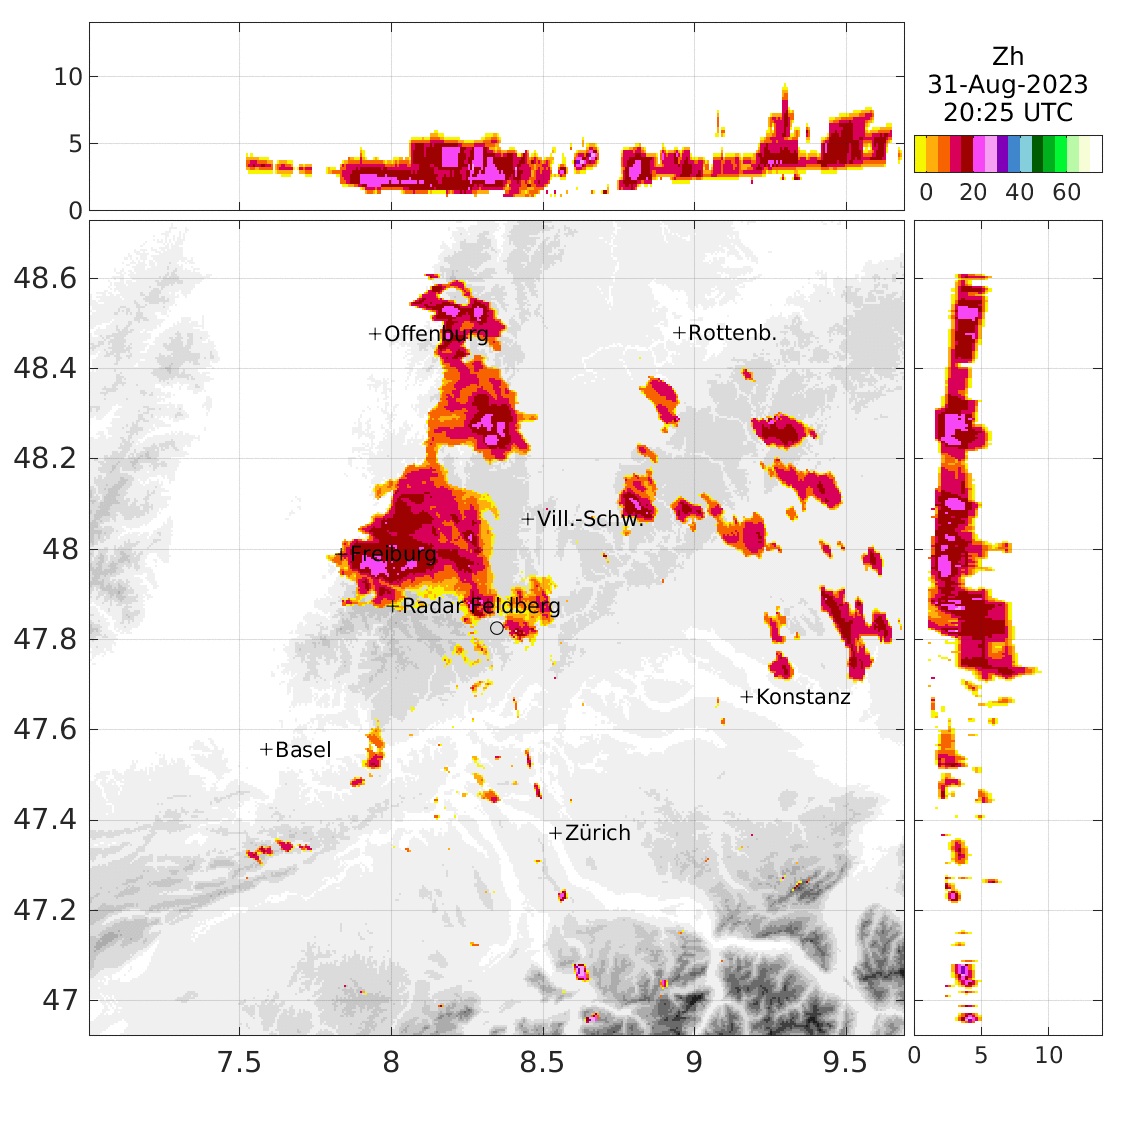 Zh
31-Aug-2023
20:25 UTC
10
5
0
0 20 40 60
48.6
+Offenburg
+Rottenb.
48.4
48.2
+Vill.-Schw.
48
+Freiburg
+Radar Feldberg
47.8
+Konstanz
47.6
+Basel
47.4
+Zürich
47.2
47
7.5 8 8.5 9 9.5
0 5 10